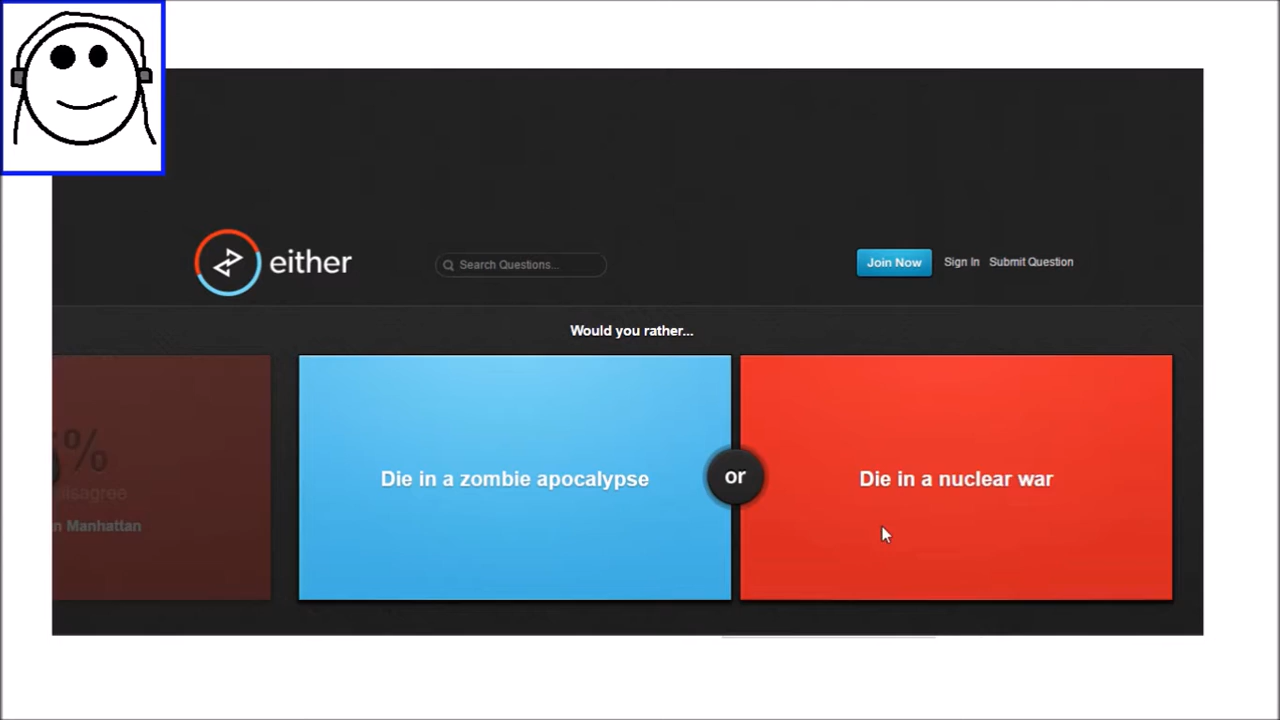 either
Search Questions...
Join Now
Sign In
Submit Question
Would you rather...
%
disagree
n Manhattan
Die in a zombie apocalypse
or
Die in a nuclear war